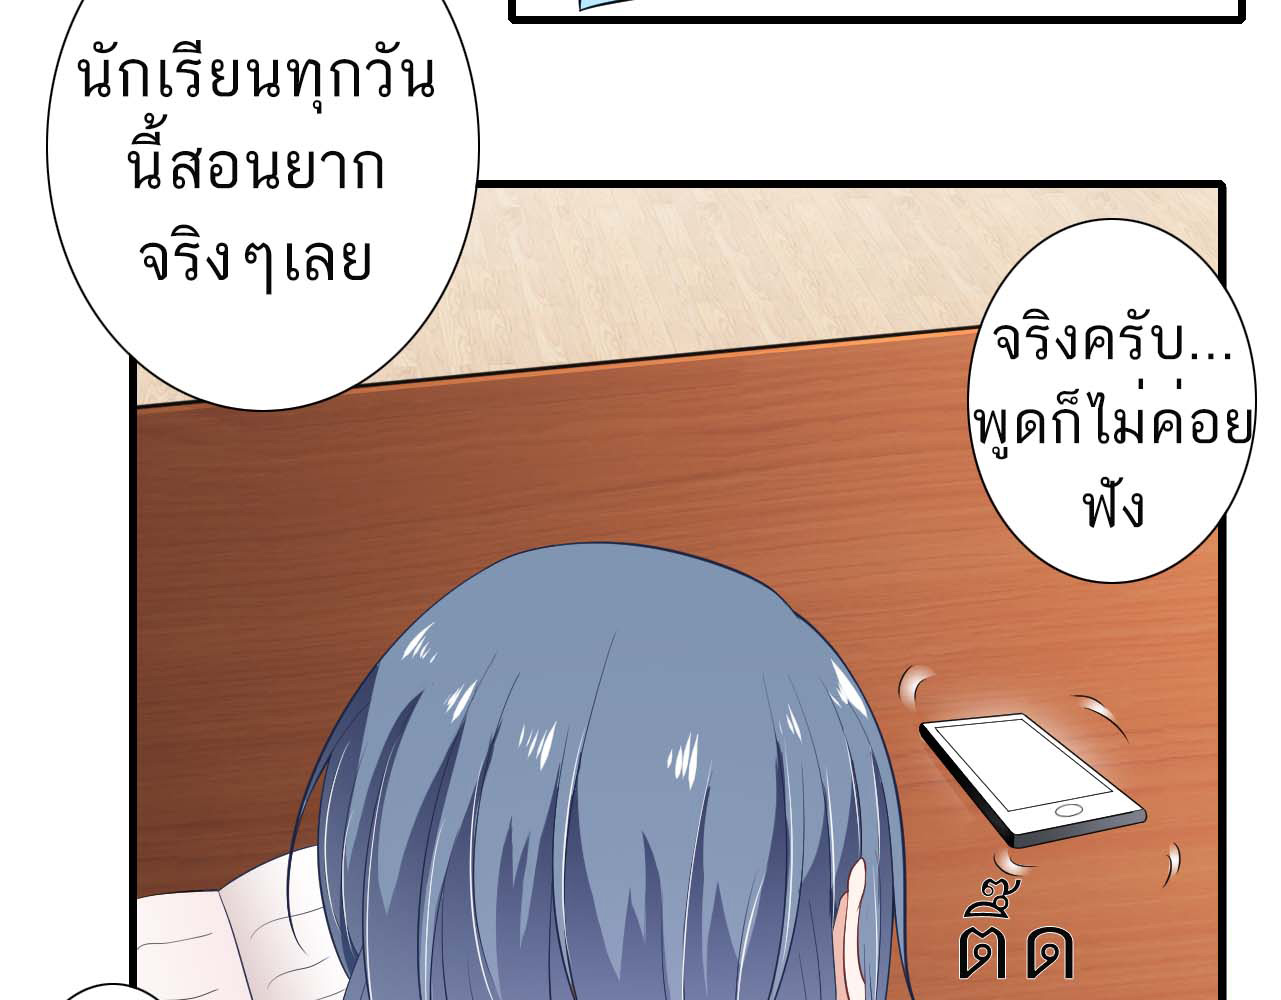 นักเรียนทุกวัน
นี้สอนยาก
จริงๆเลย
จริงครับ...
พูดก็ไม่ค่อย
ฟัง
ตื๊ด